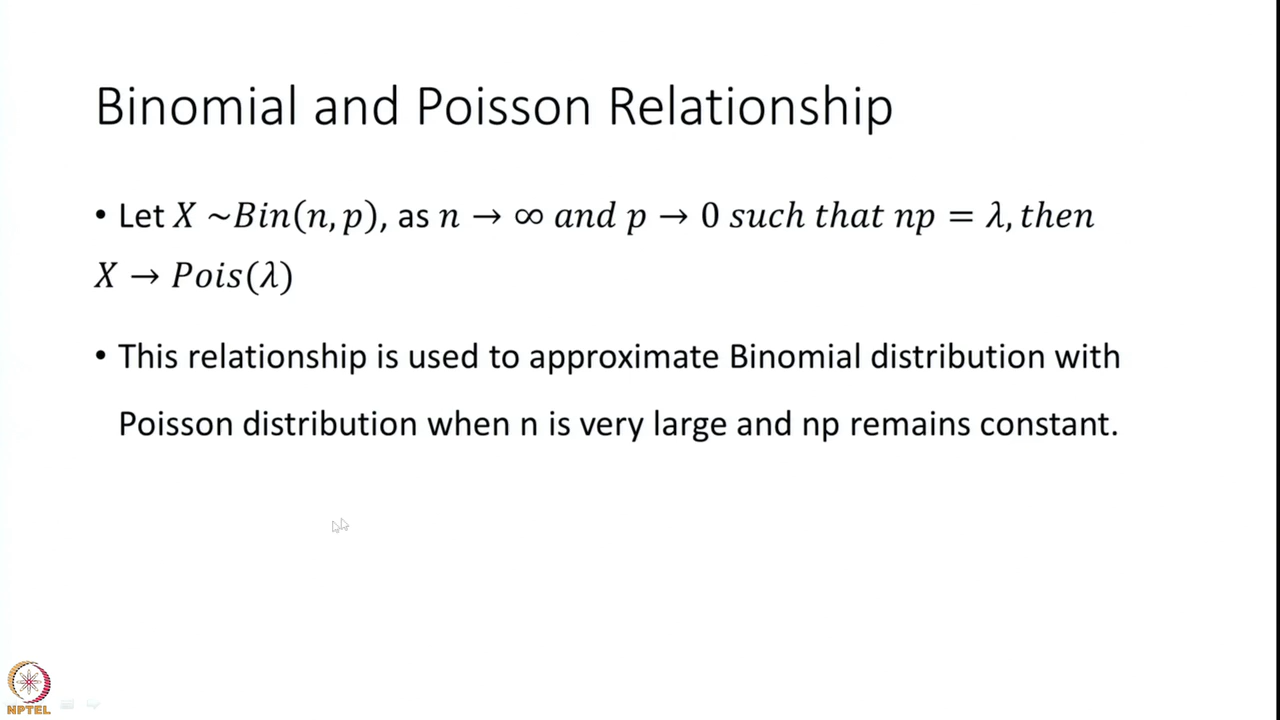 Binomial and Poisson Relationship
• Let X ~Bin(n, p), as n → ∞ and p → 0 such that np = λ, then
X → Pois(λ)
• This relationship is used to approximate Binomial distribution with
Poisson distribution when n is very large and np remains constant.
NPTEL